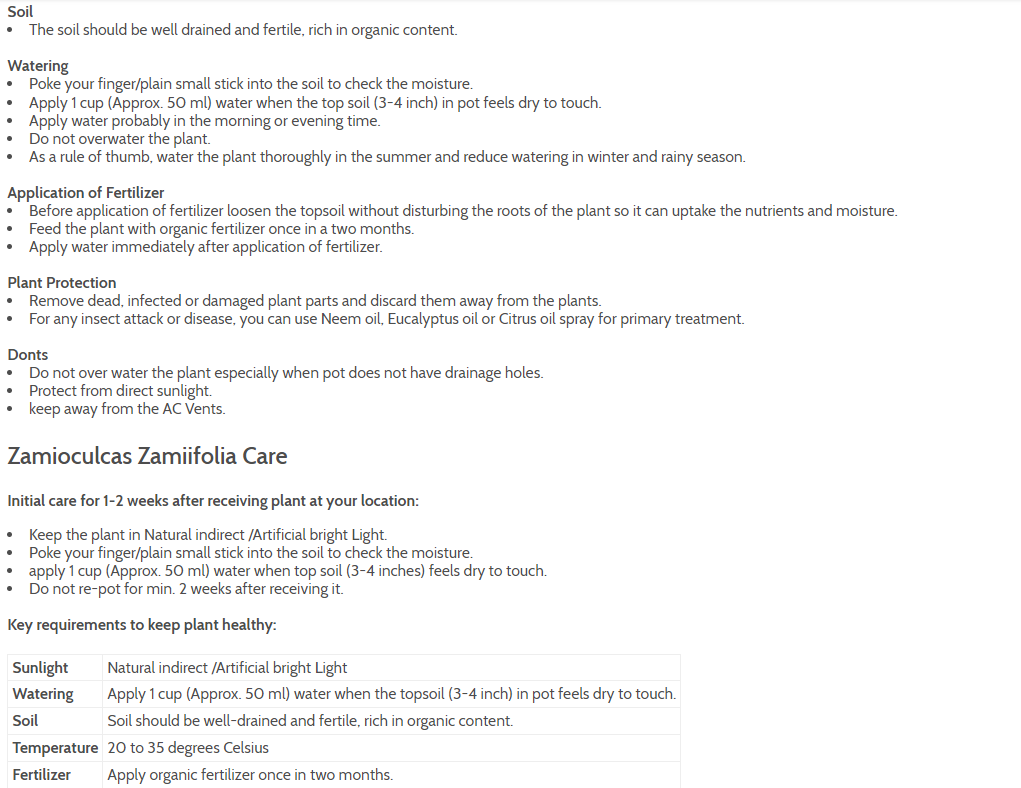 Soil
• The soil should be well drained and fertile, rich in organic content.
Watering
• Poke your finger/plain small stick into the soil to check the moisture.
• Apply 1 cup (Approx. 50 ml) water when the top soil (3-4 inch) in pot feels dry to touch.
• Apply water probably in the morning or evening time.
• Do not overwater the plant.
• As a rule of thumb, water the plant thoroughly in the summer and reduce watering in winter and rainy season.
Application of Fertilizer
• Before application of fertilizer loosen the topsoil without disturbing the roots of the plant so it can uptake the nutrients and moisture.
• Feed the plant with organic fertilizer once in a two months.
• Apply water immediately after application of fertilizer.
Plant Protection
• Remove dead, infected or damaged plant parts and discard them away from the plants.
• For any insect attack or disease, you can use Neem oil, Eucalyptus oil or Citrus oil spray for primary treatment.
Donts
• Do not over water the plant especially when pot does not have drainage holes.
• Protect from direct sunlight.
• keep away from the AC Vents.
Zamioculcas Zamiifolia Care
Initial care for 1-2 weeks after receiving plant at your location:
• Keep the plant in Natural indirect /Artificial bright Light.
• Poke your finger/plain small stick into the soil to check the moisture.
• apply 1 cup (Approx. 50 ml) water when top soil (3-4 inches) feels dry to touch.
• Do not re-pot for min. 2 weeks after receiving it.
Key requirements to keep plant healthy:
Sunlight Natural indirect /Artificial bright Light
Watering Apply 1 cup (Approx. 50 ml) water when the topsoil (3-4 inch) in pot feels dry to touch.
Soil Soil should be well-drained and fertile, rich in organic content.
Temperature 20 to 35 degrees Celsius
Fertilizer Apply organic fertilizer once in two months.